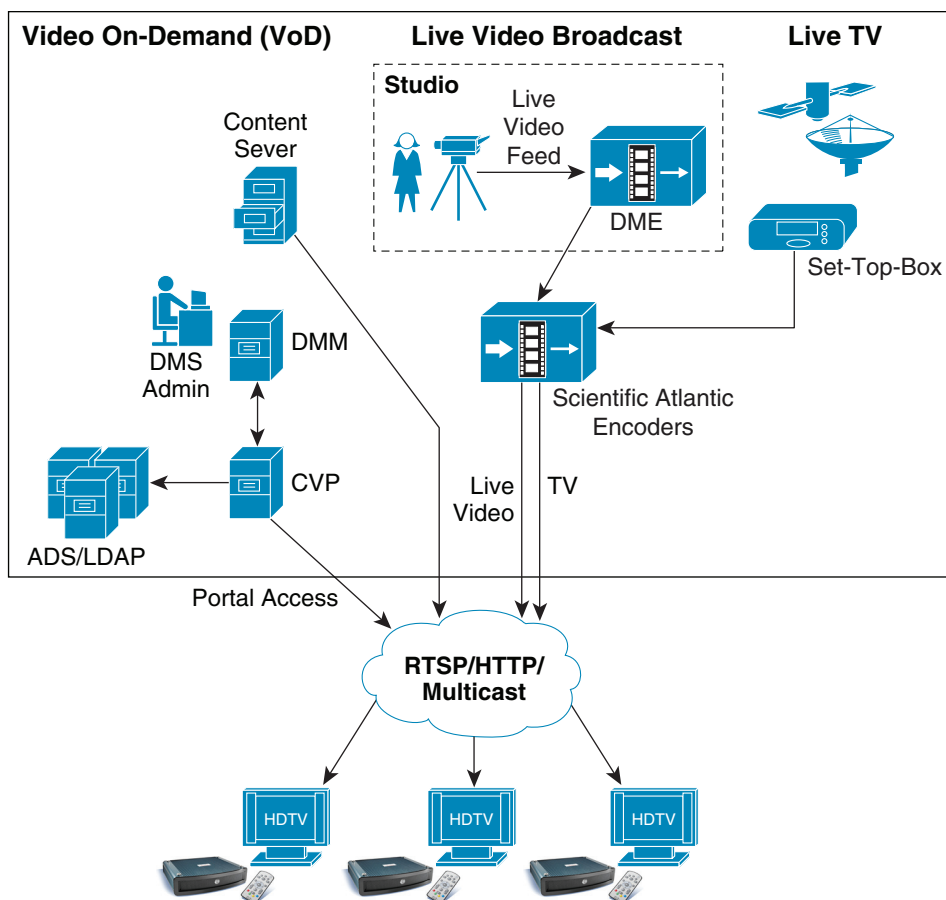 Video On-Demand (VoD)
Live Video Broadcast
Live TV
Studio
Live
Video
Feed
Content
Sever
DME
Set-Top-Box
DMM
DMS
Admin
Scientific Atlantic
Encoders
CVP
Live
Video
TV
ADS/LDAP
Portal Access
RTSP/HTTP/
Multicast
HDTV
HDTV
HDTV